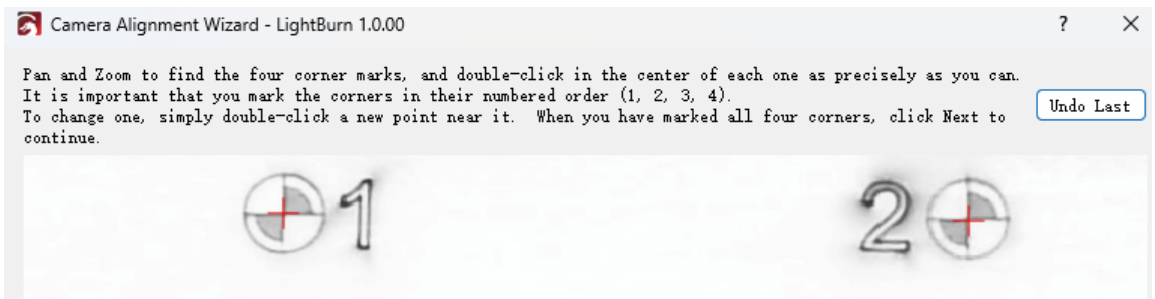 Camera Alignment Wizard - LightBurn 1.0.00
? ×
Pan and Zoom to find the four corner marks, and double-click in the center of each one as precisely as you can.
It is important that you mark the corners in their numbered order (1, 2, 3, 4).
To change one, simply double-click a new point near it.  When you have marked all four corners, click Next to
continue.
Undo Last
1 2